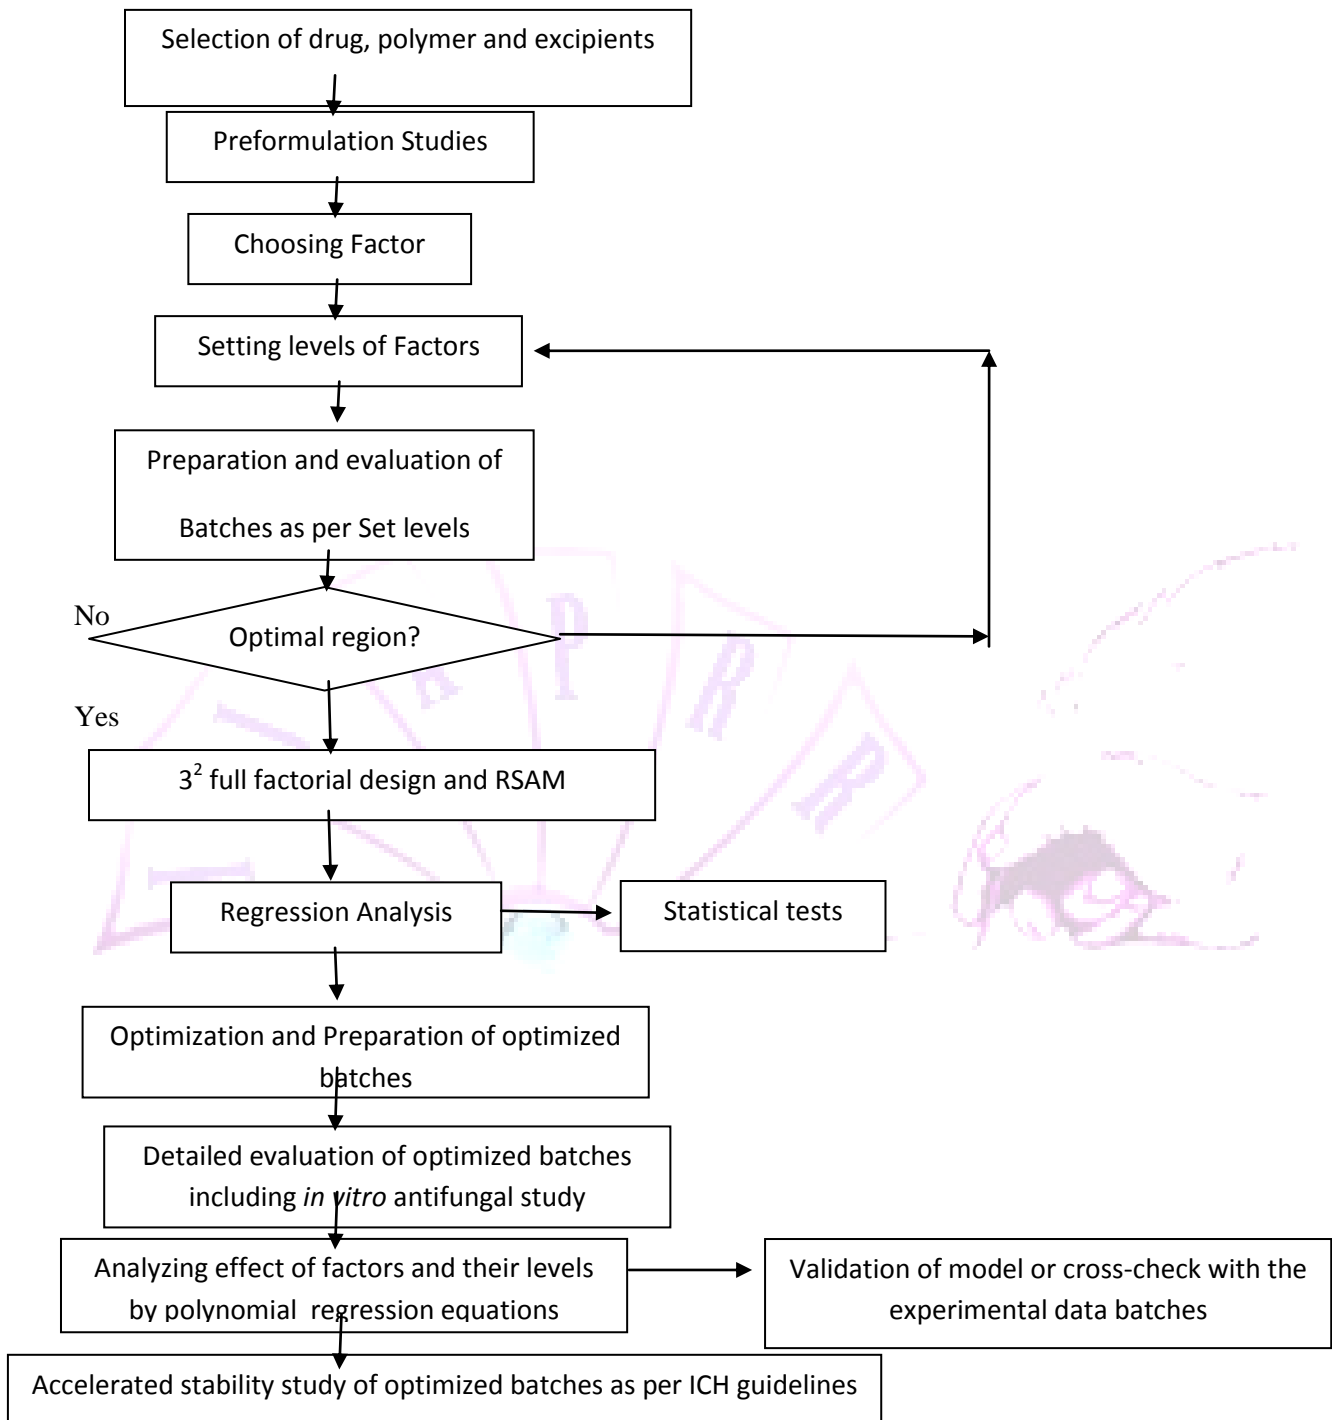 Selection of drug, polymer and excipients
Preformulation Studies
Choosing Factor
Setting levels of Factors
Preparation and evaluation of
Batches as per Set levels
No
Optimal region?
Yes
3² full factorial design and RSAM
Regression Analysis
Statistical tests
Optimization and Preparation of optimized
batches
Detailed evaluation of optimized batches
including in vitro antifungal study
Analyzing effect of factors and their levels
by polynomial regression equations
Validation of model or cross-check with the
experimental data batches
Accelerated stability study of optimized batches as per ICH guidelines